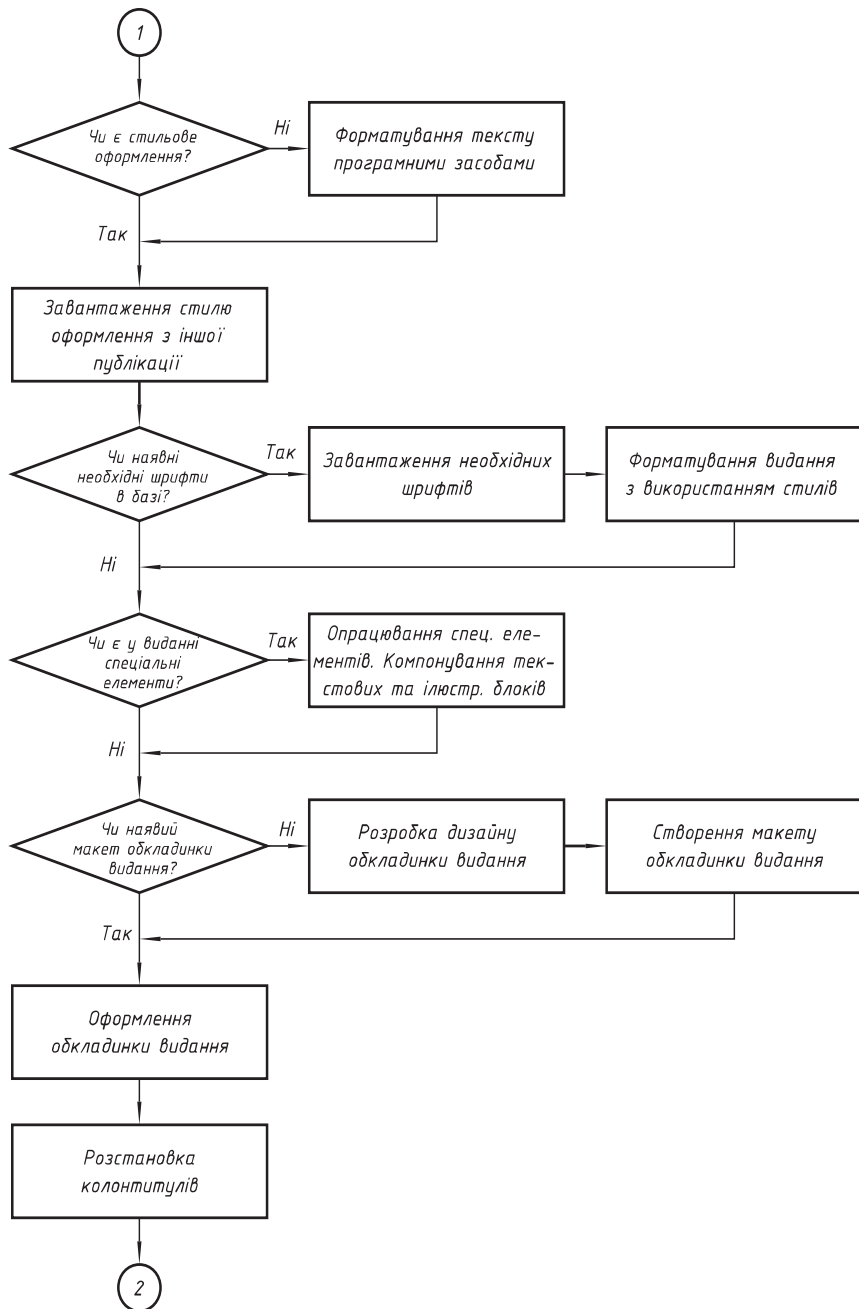 1
Чи є стильове
оформлення?
Ні
Форматування тексту
програмними засобами
Так
Завантаження стилю
оформлення з іншої
публікації
Чи наявні
необхідні шрифти
в базі?
Так
Завантаження необхідних
шрифтів
Форматування видання
з використанням стилів
Ні
Чи є у виданні
спеціальні
елементи?
Так
Опрацювання спец. еле-
ментів. Компонування тек-
стових та ілюстр. блоків
Ні
Чи наявий
макет обкладинки
видання?
Ні
Розробка дизайну
обкладинки видання
Створення макету
обкладинки видання
Так
Оформлення
обкладинки видання
Розстановка
колонтитулів
2